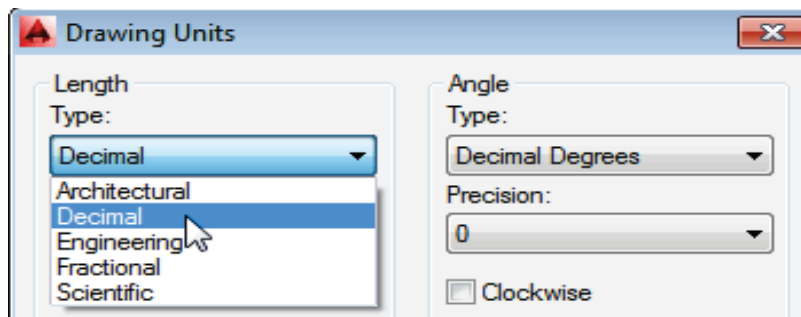 Drawing Units
Length
Type:
Decimal
Architectural
Decimal
Engineering
Fractional
Scientific
Angle
Type:
Decimal Degrees
Precision:
0
Clockwise